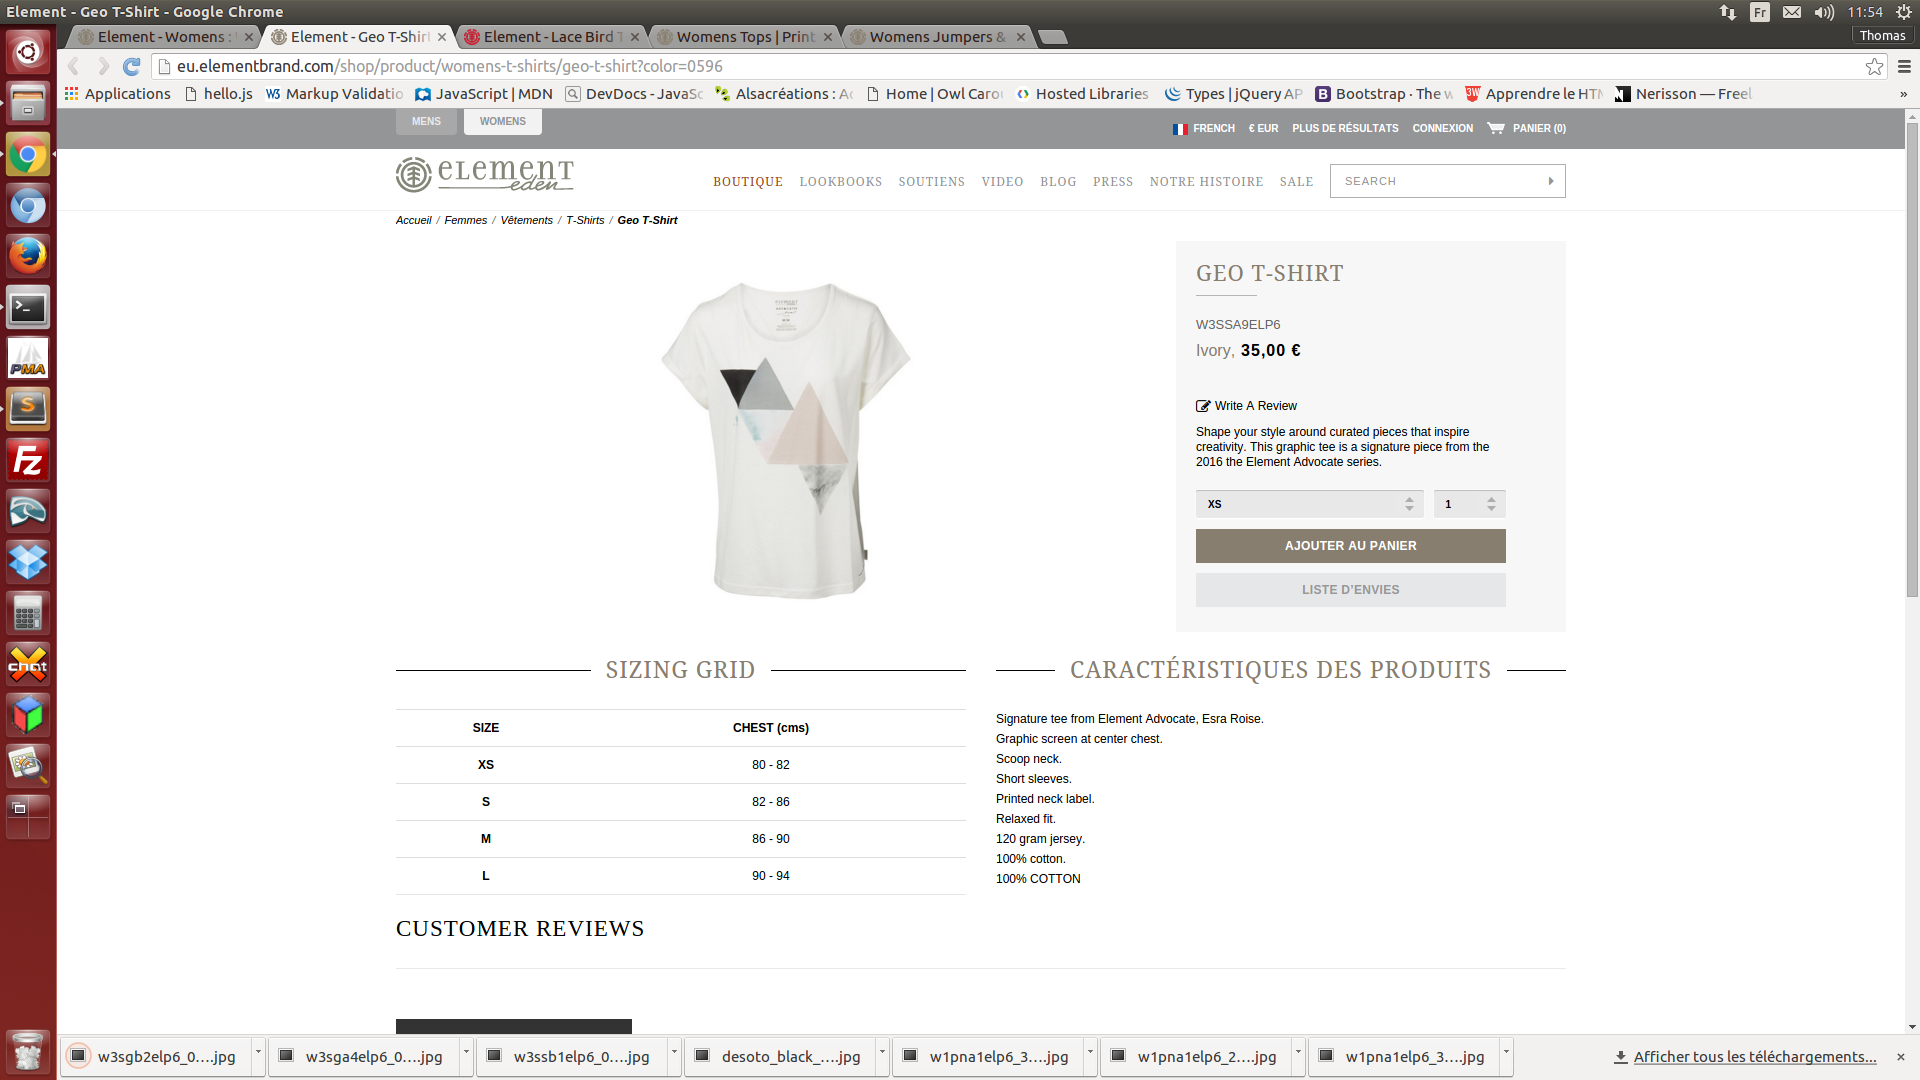 Element - Geo T-Shirt - Google Chrome
Fr
11:54
Element - Womens :
Element - Geo T-Shirt
Element - Lace Bird T
Womens Tops | Print
Womens Jumpers &
Thomas
eu.elementbrand.com/shop/product/womens-t-shirts/geo-t-shirt?color=0596
Applications
hello.js
Markup Validatio
JavaScript | MDN
DevDocs - JavaSc
Alsacréations : Ac
Home | Owl Carou
Hosted Libraries
Types | jQuery AP
Bootstrap · The w
Apprendre le HTM
Nerisson — Freel
»
MENS
WOMENS
FRENCH
€ EUR
PLUS DE RÉSULTATS
CONNEXION
PANIER (0)
ELEMENT
eden
BOUTIQUE
LOOKBOOKS
SOUTIENS
VIDEO
BLOG
PRESS
NOTRE HISTOIRE
SALE
SEARCH
Accueil / Femmes / Vêtements / T-Shirts / Geo T-Shirt
GEO T-SHIRT
W3SSA9ELP6
Ivory, 35,00 €
Write A Review
Shape your style around curated pieces that inspire
creativity. This graphic tee is a signature piece from the
2016 the Element Advocate series.
XS
1
AJOUTER AU PANIER
LISTE D'ENVIES
SIZING GRID
SIZE CHEST (cms)
XS 80 - 82
S 82 - 86
M 86 - 90
L 90 - 94
CARACTÉRISTIQUES DES PRODUITS
Signature tee from Element Advocate, Esra Roise.
Graphic screen at center chest.
Scoop neck.
Short sleeves.
Printed neck label.
Relaxed fit.
120 gram jersey.
100% cotton.
100% COTTON
CUSTOMER REVIEWS
PMA
S
Fz
chat
w3sgb2elp6_0....jpg
w3sga4elp6_0....jpg
w3ssb1elp6_0....jpg
desoto_black_....jpg
w1pna1elp6_3....jpg
w1pna1elp6_2....jpg
w1pna1elp6_3....jpg
Afficher tous les téléchargements...